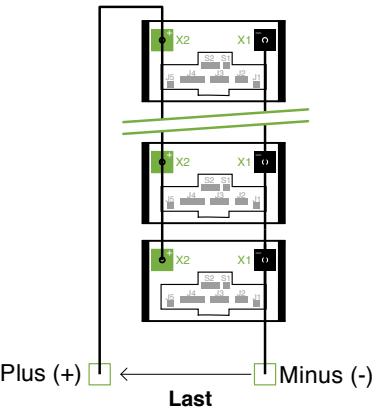 + X2 X1 -
S2 S1
J5 J4 J3 J2 J1
+ X2 X1 -
S2 S1
J5 J4 J3 J2 J1
+ X2 X1 -
S2 S1
J5 J4 J3 J2 J1
Plus (+) Minus (-)
Last